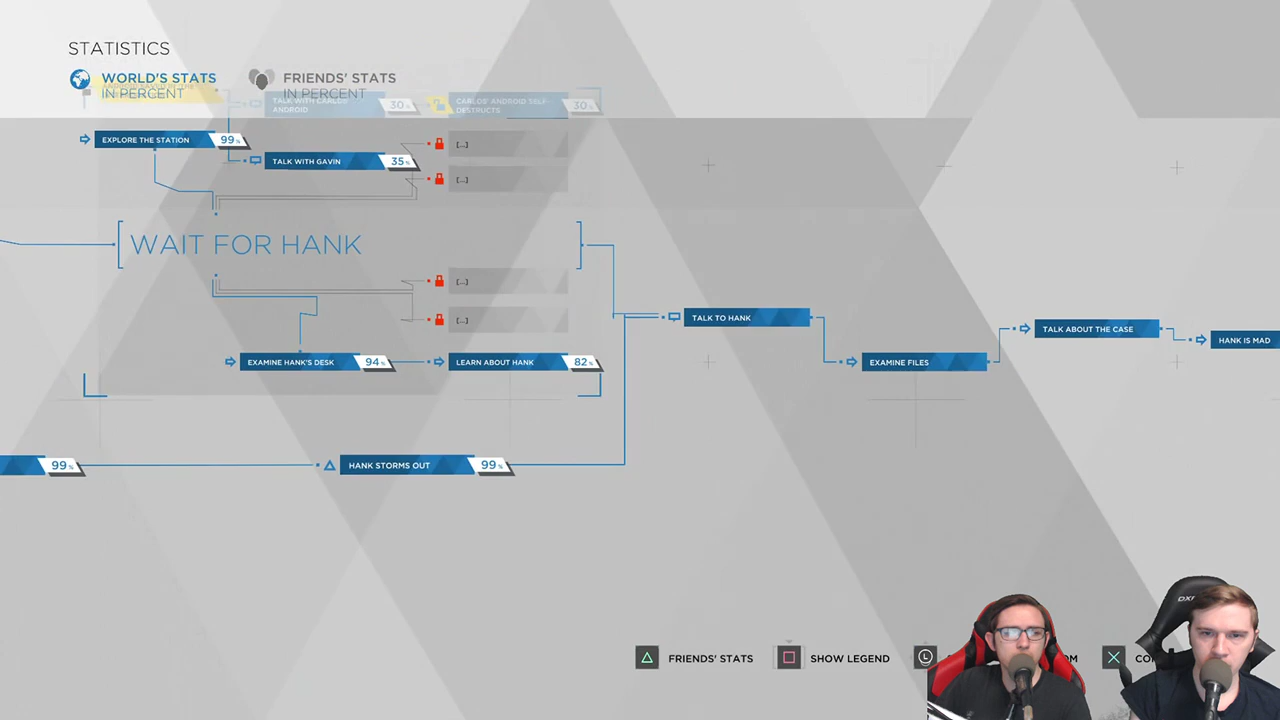 STATISTICS
WORLD'S STATS
IN PERCENT
FRIENDS' STATS
IN PERCENT
TALK WITH CARLOS'
ANDROID
30%
CARLOS' ANDROID SELF-
DESTRUCTS
30%
EXPLORE THE STATION
99%
TALK WITH GAVIN
35%
[...]
[...]
WAIT FOR HANK
[...]
[...]
EXAMINE HANK'S DESK
94%
LEARN ABOUT HANK
82%
TALK TO HANK
EXAMINE FILES
TALK ABOUT THE CASE
HANK IS MAD
99%
HANK STORMS OUT
99%
FRIENDS' STATS
SHOW LEGEND
L